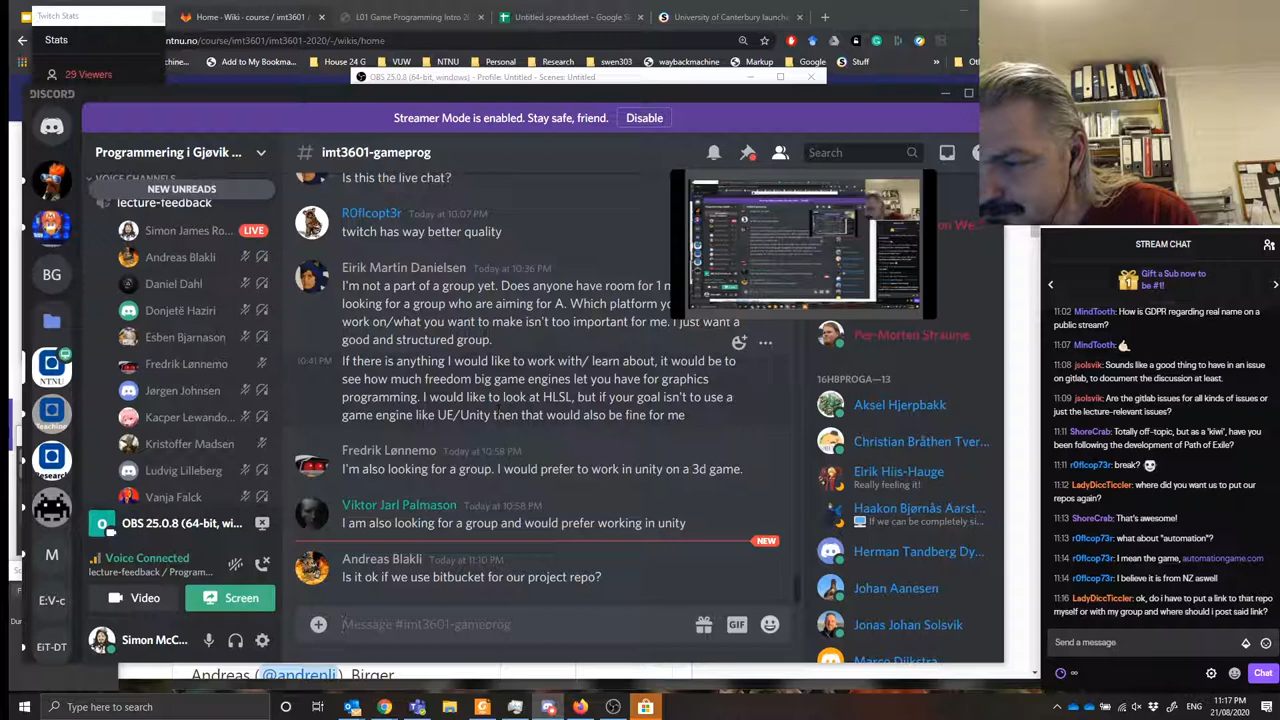 Twitch Stats
Stats
29 Viewers
Home - Wiki - course / imt3601
L01 Game Programming Intro
Untitled spreadsheet - Google S
University of Canterbury launche
ntnu.no/course/imt3601/imt3601-2020/-/wikis/home
Add to My Bookma...
House 24 G
VUW
NTNU
Personal
Research
swen303
waybackmachine
Markup
Google
Stuff
OBS 25.0.8 (64-bit, windows) - Profile: Untitled - Scenes: Untitled
DISCORD
Streamer Mode is enabled. Stay safe, friend.
Disable
Programmering i Gjøvik ...
VOICE CHANNELS
NEW UNREADS
lecture-feedback
Simon James Ro...
LIVE
Andreas Blakli
Daniel Bråti
Donjetë Haxha
Esben Bjarnason
Fredrik Lønnemo
Jørgen Johnsen
Kacper Lewando...
Kristoffer Madsen
Ludvig Lilleberg
Vanja Falck
OBS 25.0.8 (64-bit, wi...
Voice Connected
lecture-feedback / Program...
Video
Screen
Simon McC...
BG
NTNU
Teaching
Research
M
E:V-c
EiT-DT
# imt3601-gameprog
Search
Is this the live chat?
R0flcopt3r Today at 10:07 PM
twitch has way better quality
Eirik Martin Danielsen Today at 10:36 PM
I'm not a part of a group yet. Does anyone have room for 1 m
looking for a group who are aiming for A. Which platform yo
work on/what you want to make isn't too important for me. I just want a
good and structured group.
10:41 PM
If there is anything I would like to work with/ learn about, it would be to
see how much freedom big game engines let you have for graphics
programming. I would like to look at HLSL, but if your goal isn't to use a
game engine like UE/Unity then that would also be fine for me
Fredrik Lønnemo Today at 10:58 PM
I'm also looking for a group. I would prefer to work in unity on a 3d game.
Viktor Jarl Palmason Today at 10:58 PM
I am also looking for a group and would prefer working in unity
NEW
Andreas Blakli Today at 11:10 PM
Is it ok if we use bitbucket for our project repo?
Message #imt3601-gameprog
GIF
on We...
Per-Morten Straume
16HBPROGA—13
Aksel Hjerpbakk
Christian Bråthen Tver...
Eirik Hiis-Hauge
Really feeling it!
Haakon Bjørnås Aarst...
If we can be completely si...
Herman Tandberg Dy...
Johan Aanesen
Jonas Johan Solsvik
Marco Dijkstra
Andreas (@andrenli Bjuer
STREAM CHAT
Gift a Sub now to
be #1!
11:02 MindTooth: How is GDPR regarding real name on a
public stream?
11:07 MindTooth:
11:08 jsolsvik: Sounds like a good thing to have in an issue
on gitlab, to document the discussion at least.
11:09 jsolsvik: Are the gitlab issues for all kinds of issues or
just the lecture-relevant issues?
11:11 ShoreCrab: Totally off-topic, but as a 'kiwi', have you
been following the development of Path of Exile?
11:11 r0flcop73r: break?
11:12 LadyDiccTiccler: where did you want us to put our
repos again?
11:13 ShoreCrab: That's awesome!
11:13 r0flcop73r: what about "automation"?
11:14 r0flcop73r: I mean the game, automationgame.com
11:14 r0flcop73r: I believe it is from NZ aswell
11:16 LadyDiccTiccler: ok, do i have to put a link to that repo
myself or with my group and where should i post said link?
Send a message
Chat
Type here to search
ENG
11:17 PM
21/08/2020